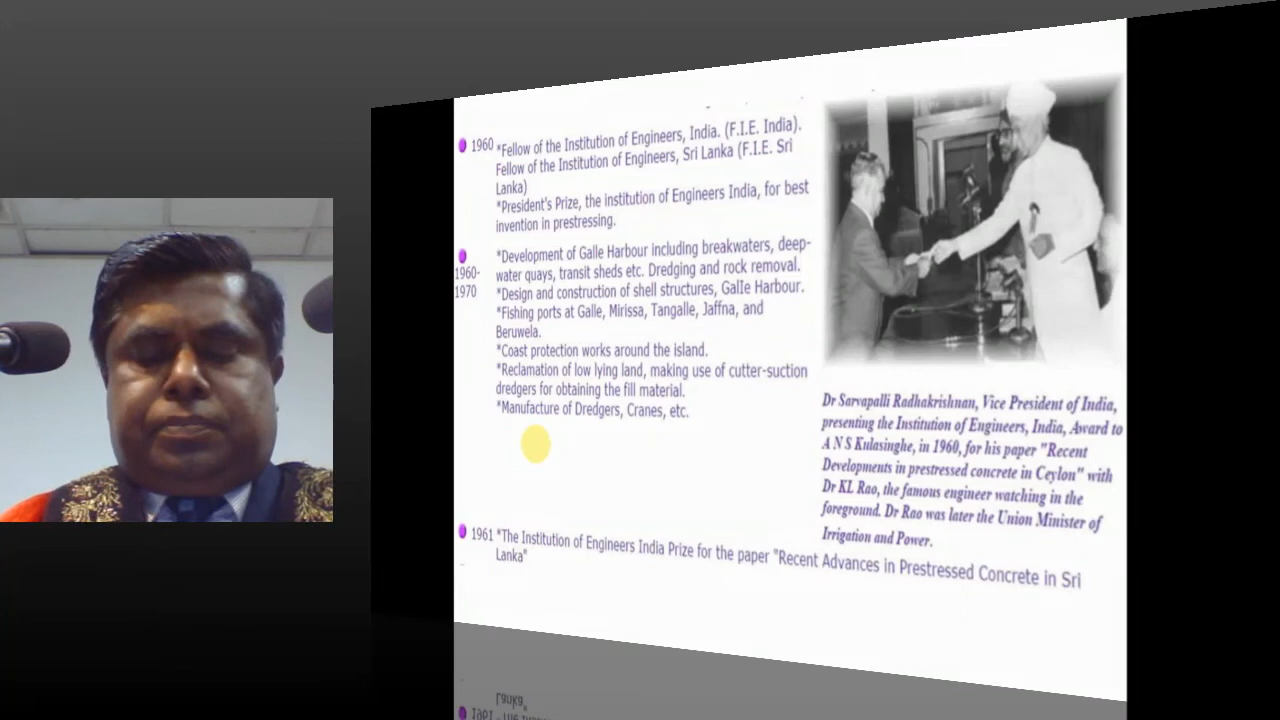 1960 *Fellow of the Institution of Engineers, India. (F.I.E. India).
Fellow of the Institution of Engineers, Sri Lanka (F.I.E. Sri
Lanka)
*President's Prize, the institution of Engineers India, for best
invention in prestressing.
1960-
1970
*Development of Galle Harbour including breakwaters, deep-
water quays, transit sheds etc. Dredging and rock removal.
*Design and construction of shell structures, Galle Harbour.
*Fishing ports at Galle, Mirissa, Tangalle, Jaffna, and
Beruwela.
*Coast protection works around the island.
*Reclamation of low lying land, making use of cutter-suction
dredgers for obtaining the fill material.
*Manufacture of Dredgers, Cranes, etc.
Dr Sarvapalli Radhakrishnan, Vice President of India,
presenting the Institution of Engineers, India, Award to
A N S Kulasinghe, in 1960, for his paper "Recent
Developments in prestressed concrete in Ceylon" with
Dr KL Rao, the famous engineer watching in the
foreground. Dr Rao was later the Union Minister of
Irrigation and Power.
1961 *The Institution of Engineers India Prize for the paper "Recent Advances in Prestressed Concrete in Sri
Lanka"